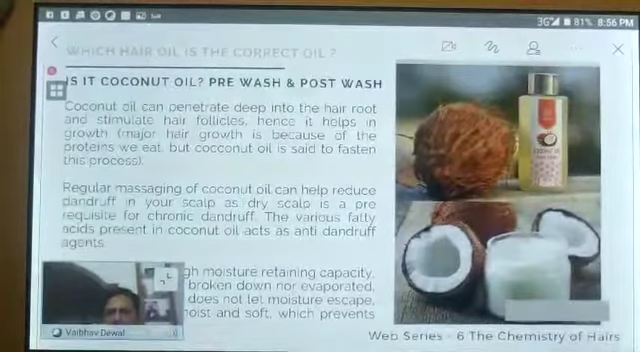 3G 81% 8:56 PM
WHICH HAIR OIL IS THE CORRECT OIL ?
IS IT COCONUT OIL? PRE WASH & POST WASH
Coconut oil can penetrate deep into the hair root
and stimulate hair follicles, hence it helps in
growth (major hair growth is because of the
proteins we eat, but cocconut oil is said to fasten
this process).
Regular massaging of coconut oil can help reduce
dandruff in your scalp as dry scalp is a pre
requisite for chronic dandruff. The various fatty
acids present in coconut oil acts as anti dandruff
agents.
gh moisture retaining capacity,
broken down nor evaporated,
does not let moisture escape,
noist and soft, which prevents
Vaibhav Dewal
Web Series - 6 The Chemistry of Hairs